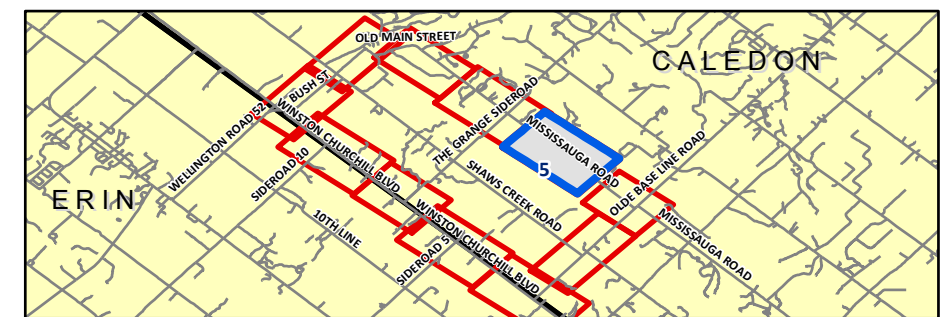 OLD MAIN STREET
CALEDON
BUSH ST
WELLINGTON ROAD 52
WINSTON CHURCHILL BLVD
THE GRANGE SIDEROAD
MISSISSAUGA ROAD
OLDE BASE LINE ROAD
5
SIDEROAD 10
SHAWS CREEK ROAD
ERIN
10TH LINE
SIDEROAD 5
WINSTON CHURCHILL BLVD
MISSISSAUGA ROAD